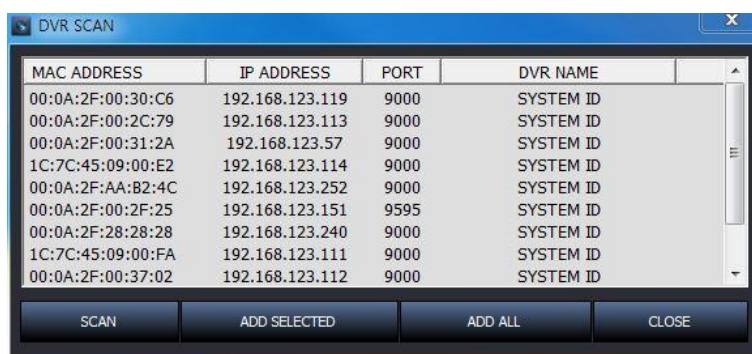 DVR SCAN
MAC ADDRESS IP ADDRESS PORT DVR NAME
00:0A:2F:00:30:C6 192.168.123.119 9000 SYSTEM ID
00:0A:2F:00:2C:79 192.168.123.113 9000 SYSTEM ID
00:0A:2F:00:31:2A 192.168.123.57 9000 SYSTEM ID
1C:7C:45:09:00:E2 192.168.123.114 9000 SYSTEM ID
00:0A:2F:AA:B2:4C 192.168.123.252 9000 SYSTEM ID
00:0A:2F:00:2F:25 192.168.123.151 9595 SYSTEM ID
00:0A:2F:28:28:28 192.168.123.240 9000 SYSTEM ID
1C:7C:45:09:00:FA 192.168.123.111 9000 SYSTEM ID
00:0A:2F:00:37:02 192.168.123.112 9000 SYSTEM ID
SCAN ADD SELECTED ADD ALL CLOSE